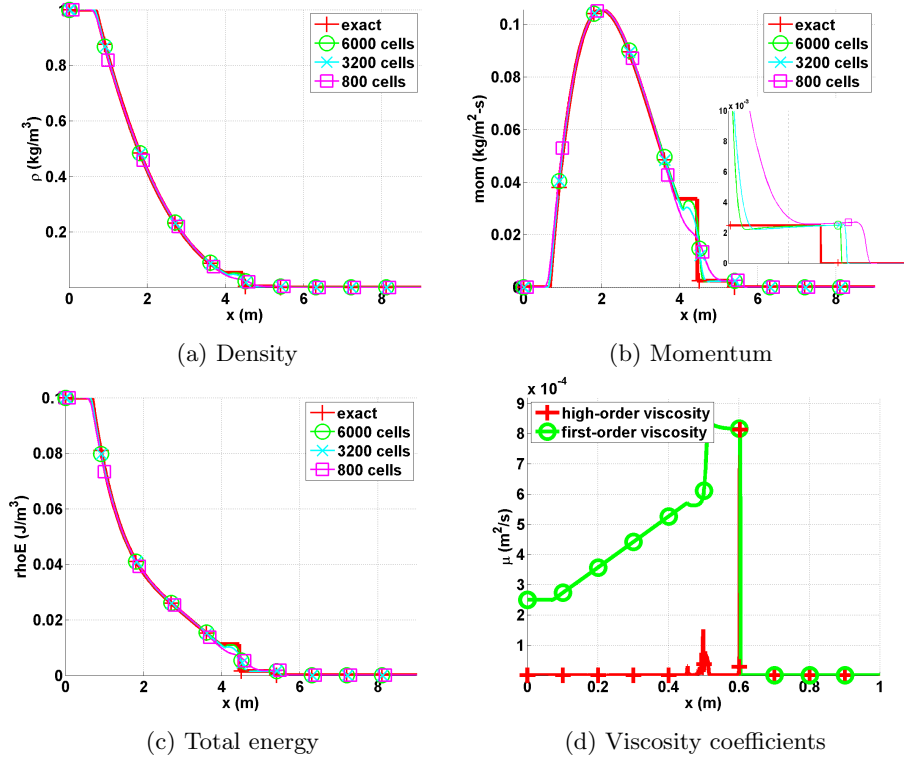 1
0.8
0.6
0.4
0.2
0 2 4 6 8
ρ (kg/m³)
x (m)
exact
6000 cells
3200 cells
800 cells
(a) Density
0.1
0.08
0.06
0.04
0.02
0 2 4 6 8
mom (kg/m²-s)
x (m)
exact
6000 cells
3200 cells
800 cells
10 x 10⁻³
8
6
4
2
0
(b) Momentum
0.1
0.08
0.06
0.04
0.02
0
0 2 4 6 8
rhoE (J/m³)
x (m)
exact
6000 cells
3200 cells
800 cells
(c) Total energy
x 10⁻⁴
9
8
7
6
5
4
3
2
1
0
0 0.2 0.4 0.6 0.8 1
μ (m²/s)
x (m)
high-order viscosity
first-order viscosity
(d) Viscosity coefficients